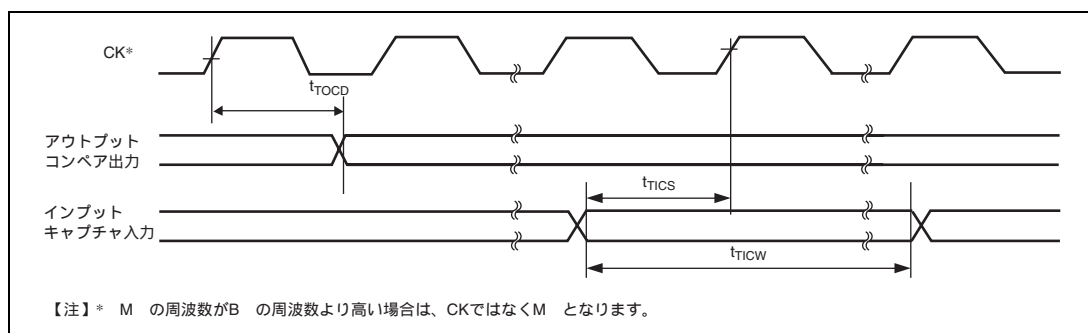 CK*
tTOCD
アウトプット
コンペア出力
tTICS
インプット
キャプチャ入力
tTICW
【注】* M の周波数がB の周波数より高い場合は、CKではなくM となります。